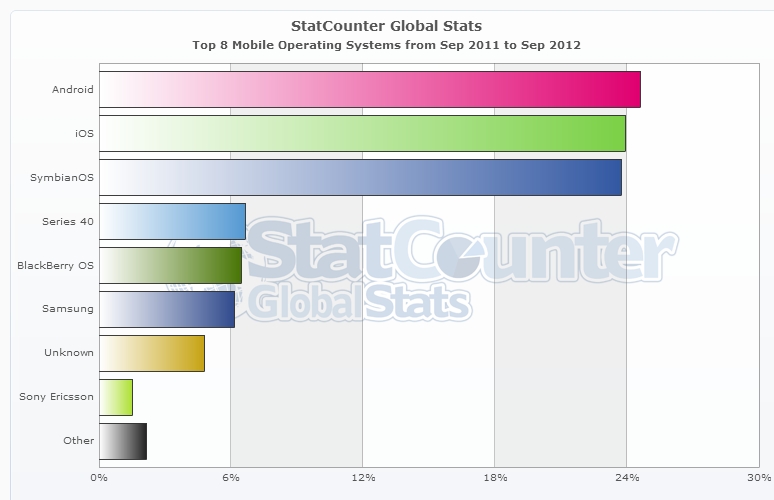 StatCounter Global Stats
Top 8 Mobile Operating Systems from Sep 2011 to Sep 2012
Android
iOS
SymbianOS
Series 40
BlackBerry OS
Samsung
Unknown
Sony Ericsson
Other
StatCounter
GlobalStats
0% 6% 12% 18% 24% 30%